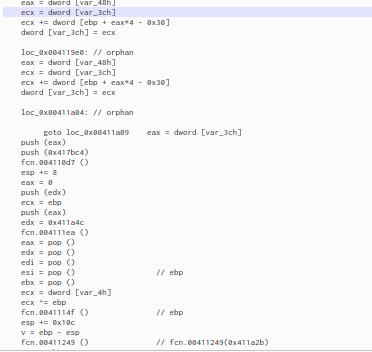 eax = dword [var_48h]
ecx = dword [var_3ch]
ecx += dword [ebp + eax*4 - 0x30]
dword [var_3ch] = ecx
loc_0x004119e0: // orphan
eax = dword [var_48h]
ecx = dword [var_3ch]
ecx += dword [ebp + eax*4 - 0x30]
dword [var_3ch] = ecx
loc_0x00411a04: // orphan
goto loc_0x00411a09 eax = dword [var_3ch]
push (eax)
push (0x417bc4)
fcn.004110d7 ()
esp += 8
eax = 0
push (edx)
ecx = ebp
push (eax)
edx = 0x411a4c
fcn.004111ea ()
eax = pop ()
edx = pop ()
edi = pop ()
esi = pop () // ebp
ebx = pop ()
ecx = dword [var_4h]
ecx ^= ebp
fcn.0041114f () // ebp
esp += 0x10c
v = ebp - esp
fcn.00411249 () // fcn.00411249(0x411a2b)